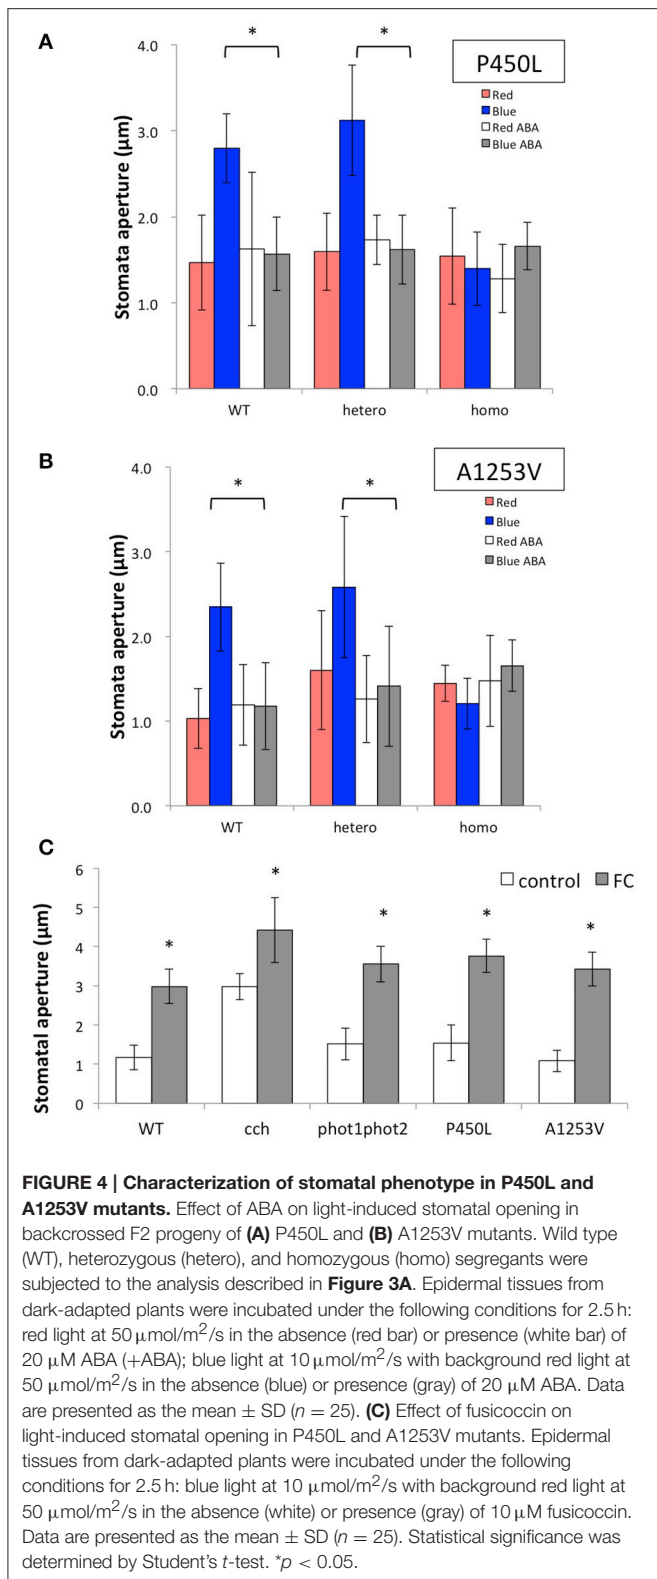 A
*
*
P450L
4.0
3.0
2.0
1.0
0.0
Stomata aperture (μm)
Red
Blue
Red ABA
Blue ABA
WT
hetero
homo
B
*
*
A1253V
4.0
3.0
2.0
1.0
0.0
Stomata aperture (μm)
Red
Blue
Red ABA
Blue ABA
WT
hetero
homo
C
6
5
4
3
2
1
0
Stomatal aperture (μm)
control
FC
*
*
*
*
*
WT
cch
phot1phot2
P450L
A1253V
FIGURE 4 | Characterization of stomatal phenotype in P450L and
A1253V mutants. Effect of ABA on light-induced stomatal opening in
backcrossed F2 progeny of (A) P450L and (B) A1253V mutants. Wild type
(WT), heterozygous (hetero), and homozygous (homo) segregants were
subjected to the analysis described in Figure 3A. Epidermal tissues from
dark-adapted plants were incubated under the following conditions for 2.5 h:
red light at 50 μmol/m²/s in the absence (red bar) or presence (white bar) of
20 μM ABA (+ABA); blue light at 10 μmol/m²/s with background red light at
50 μmol/m²/s in the absence (blue) or presence (gray) of 20 μM ABA. Data
are presented as the mean ± SD (n = 25). (C) Effect of fusicoccin on
light-induced stomatal opening in P450L and A1253V mutants. Epidermal
tissues from dark-adapted plants were incubated under the following
conditions for 2.5 h: blue light at 10 μmol/m²/s with background red light at
50 μmol/m²/s in the absence (white) or presence (gray) of 10 μM fusicoccin.
Data are presented as the mean ± SD (n = 25). Statistical significance was
determined by Student's t-test. *p < 0.05.